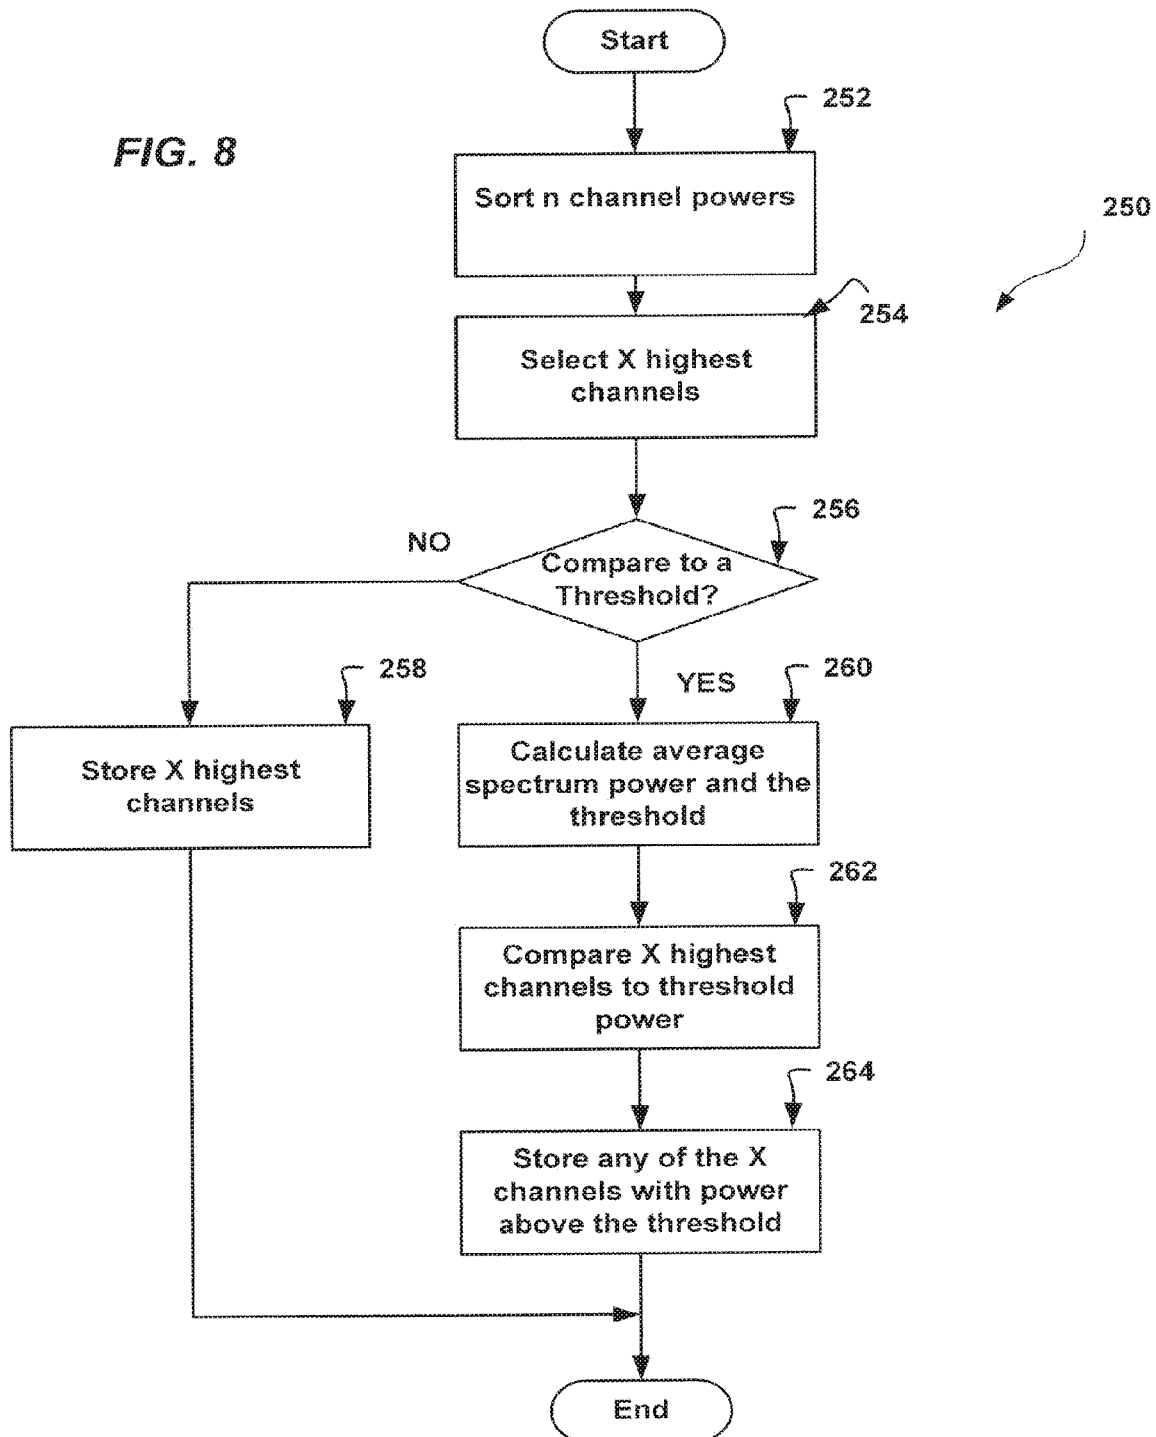 Start
252
FIG. 8
Sort n channel powers
250
254
Select X highest
channels
256
NO
Compare to a
Threshold?
258
YES
260
Store X highest
channels
Calculate average
spectrum power and the
threshold
262
Compare X highest
channels to threshold
power
264
Store any of the X
channels with power
above the threshold
End